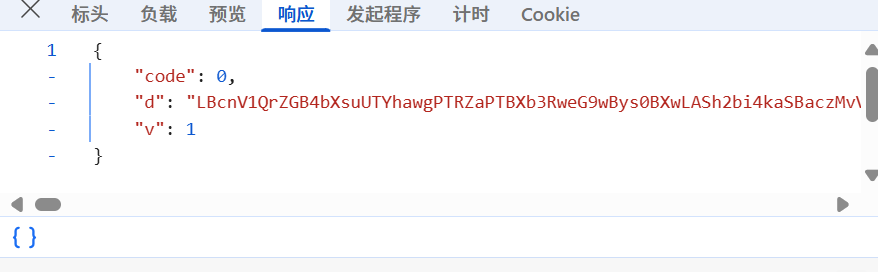 标头 负载 预览 响应 发起程序 计时 Cookie
1 {
- "code": 0,
- "d": "LBcnV1QrZGB4bXsuUTYhawgPTRZaPTBXb3RweG9wBys0BXwLASh2bi4kaSBaczMv
- "v": 1
- }
{ }